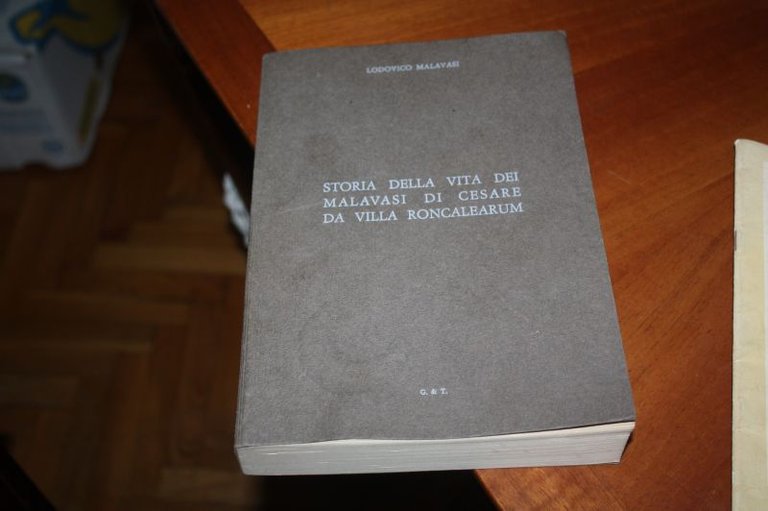 LODOVICO MALAVASI
STORIA DELLA VITA DEI
MALAVASI DI CESARE
DA VILLA RONCALEARUM
G. & T.